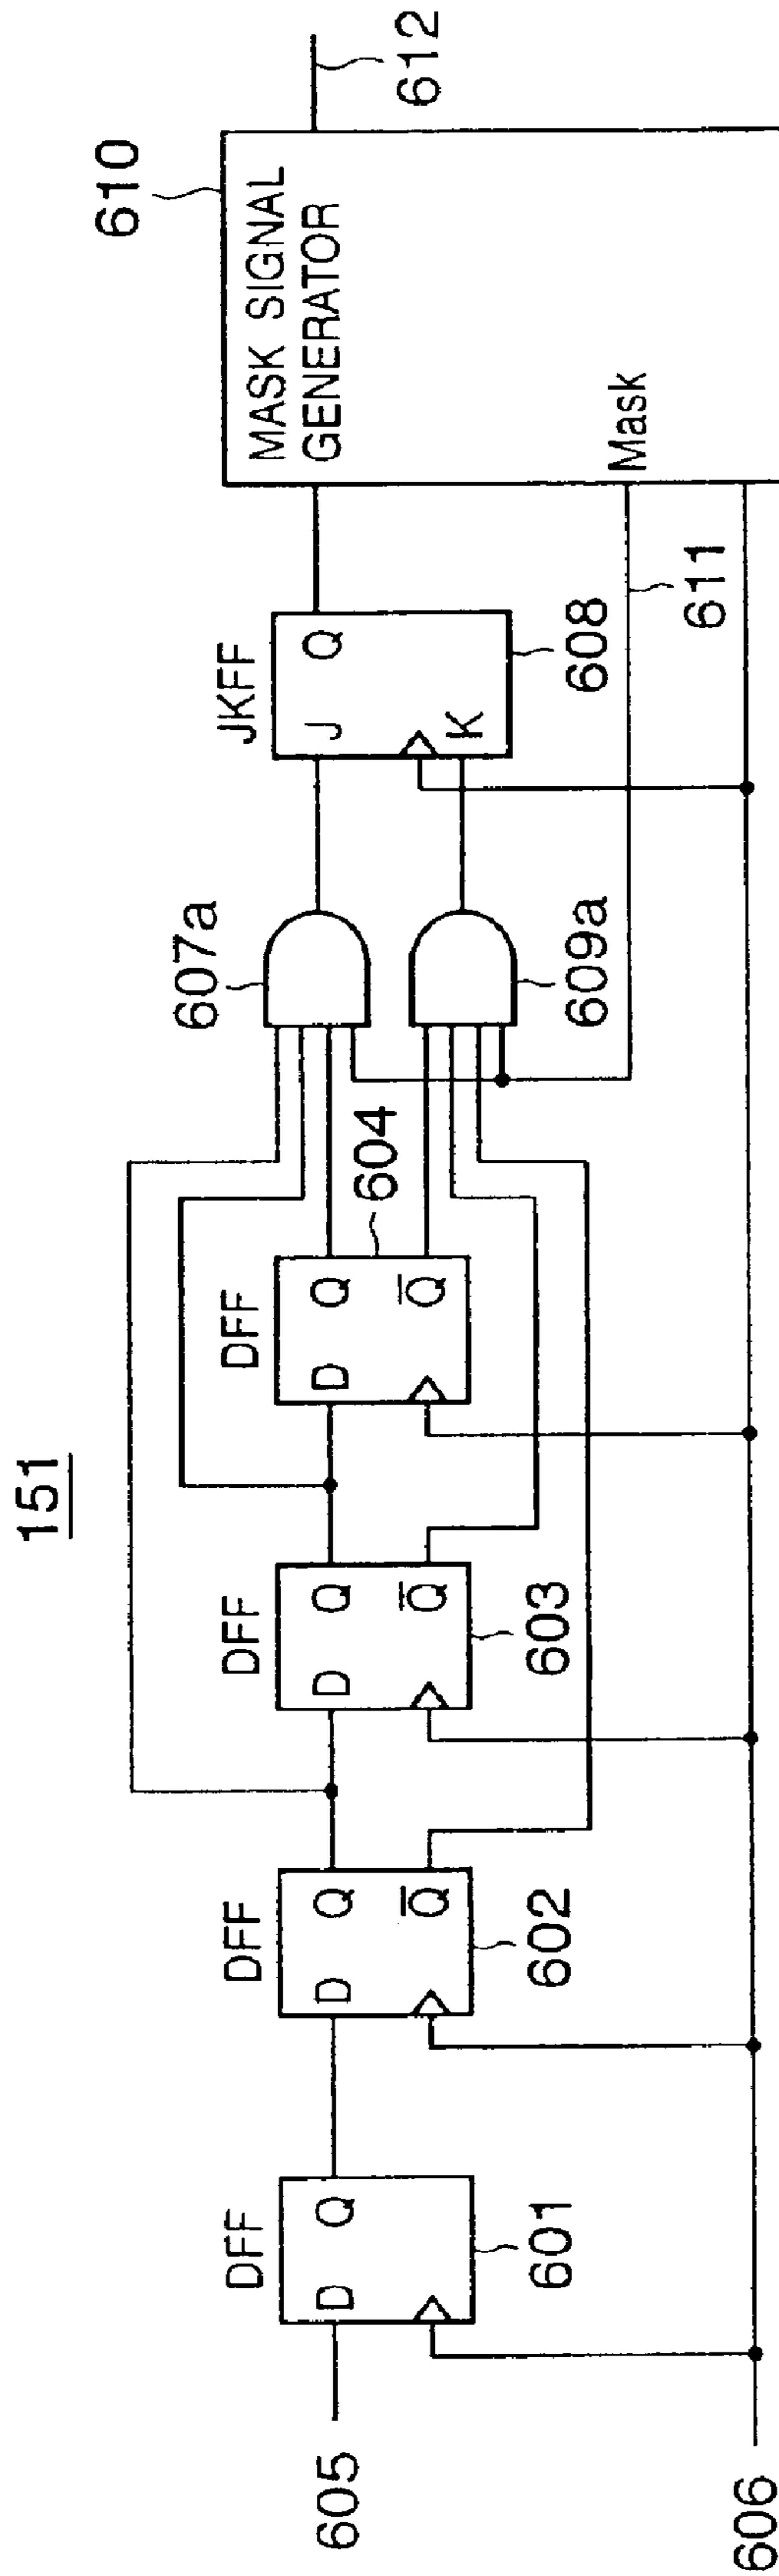 151
605
606
DFF
D Q
601
DFF
D Q
Q̅
602
DFF
D Q
Q̅
603
DFF
D Q
Q̅
604
607a
609a
JKFF
J Q
K
608
610
MASK SIGNAL
GENERATOR
Mask
611
612